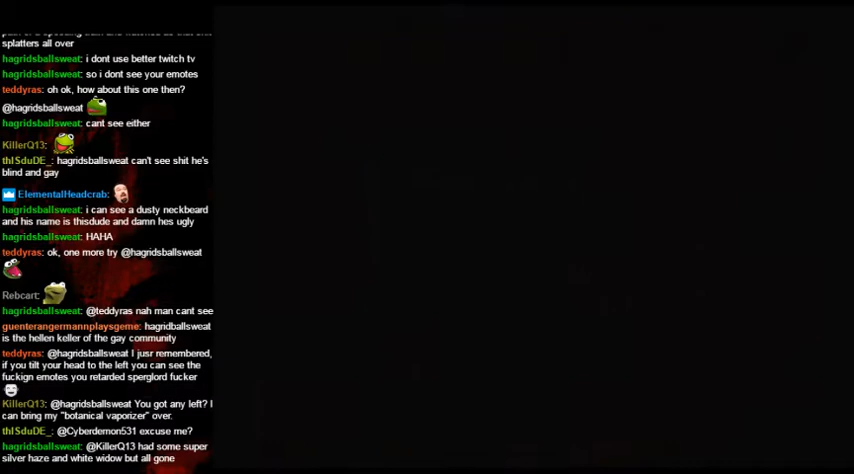 splatters all over
hagridsballsweat: i dont use better twitch tv
hagridsballsweat: so i dont see your emotes
teddyras: oh ok, how about this one then?
@hagridsballsweat
hagridsballsweat: cant see either
KillerQ13:
thISduDE_: hagridsballsweat can't see shit he's
blind and gay
ElementalHeadcrab:
hagridsballsweat: i can see a dusty neckbeard
and his name is thisdude and damn hes ugly
hagridsballsweat: HAHA
teddyras: ok, one more try @hagridsballsweat
Rebcart:
hagridsballsweat: @teddyras nah man cant see
guenterangermannplaysgeme: hagridballsweat
is the hellen keller of the gay community
teddyras: @hagridsballsweat I jusr remembered,
if you tilt your head to the left you can see the
fuckign emotes you retarded sperglord fucker
KillerQ13: @hagridsballsweat You got any left? I
can bring my "botanical vaporizer" over.
thISduDE_: @Cyberdemon531 excuse me?
hagridsballsweat: @KillerQ13 had some super
silver haze and white widow but all gone